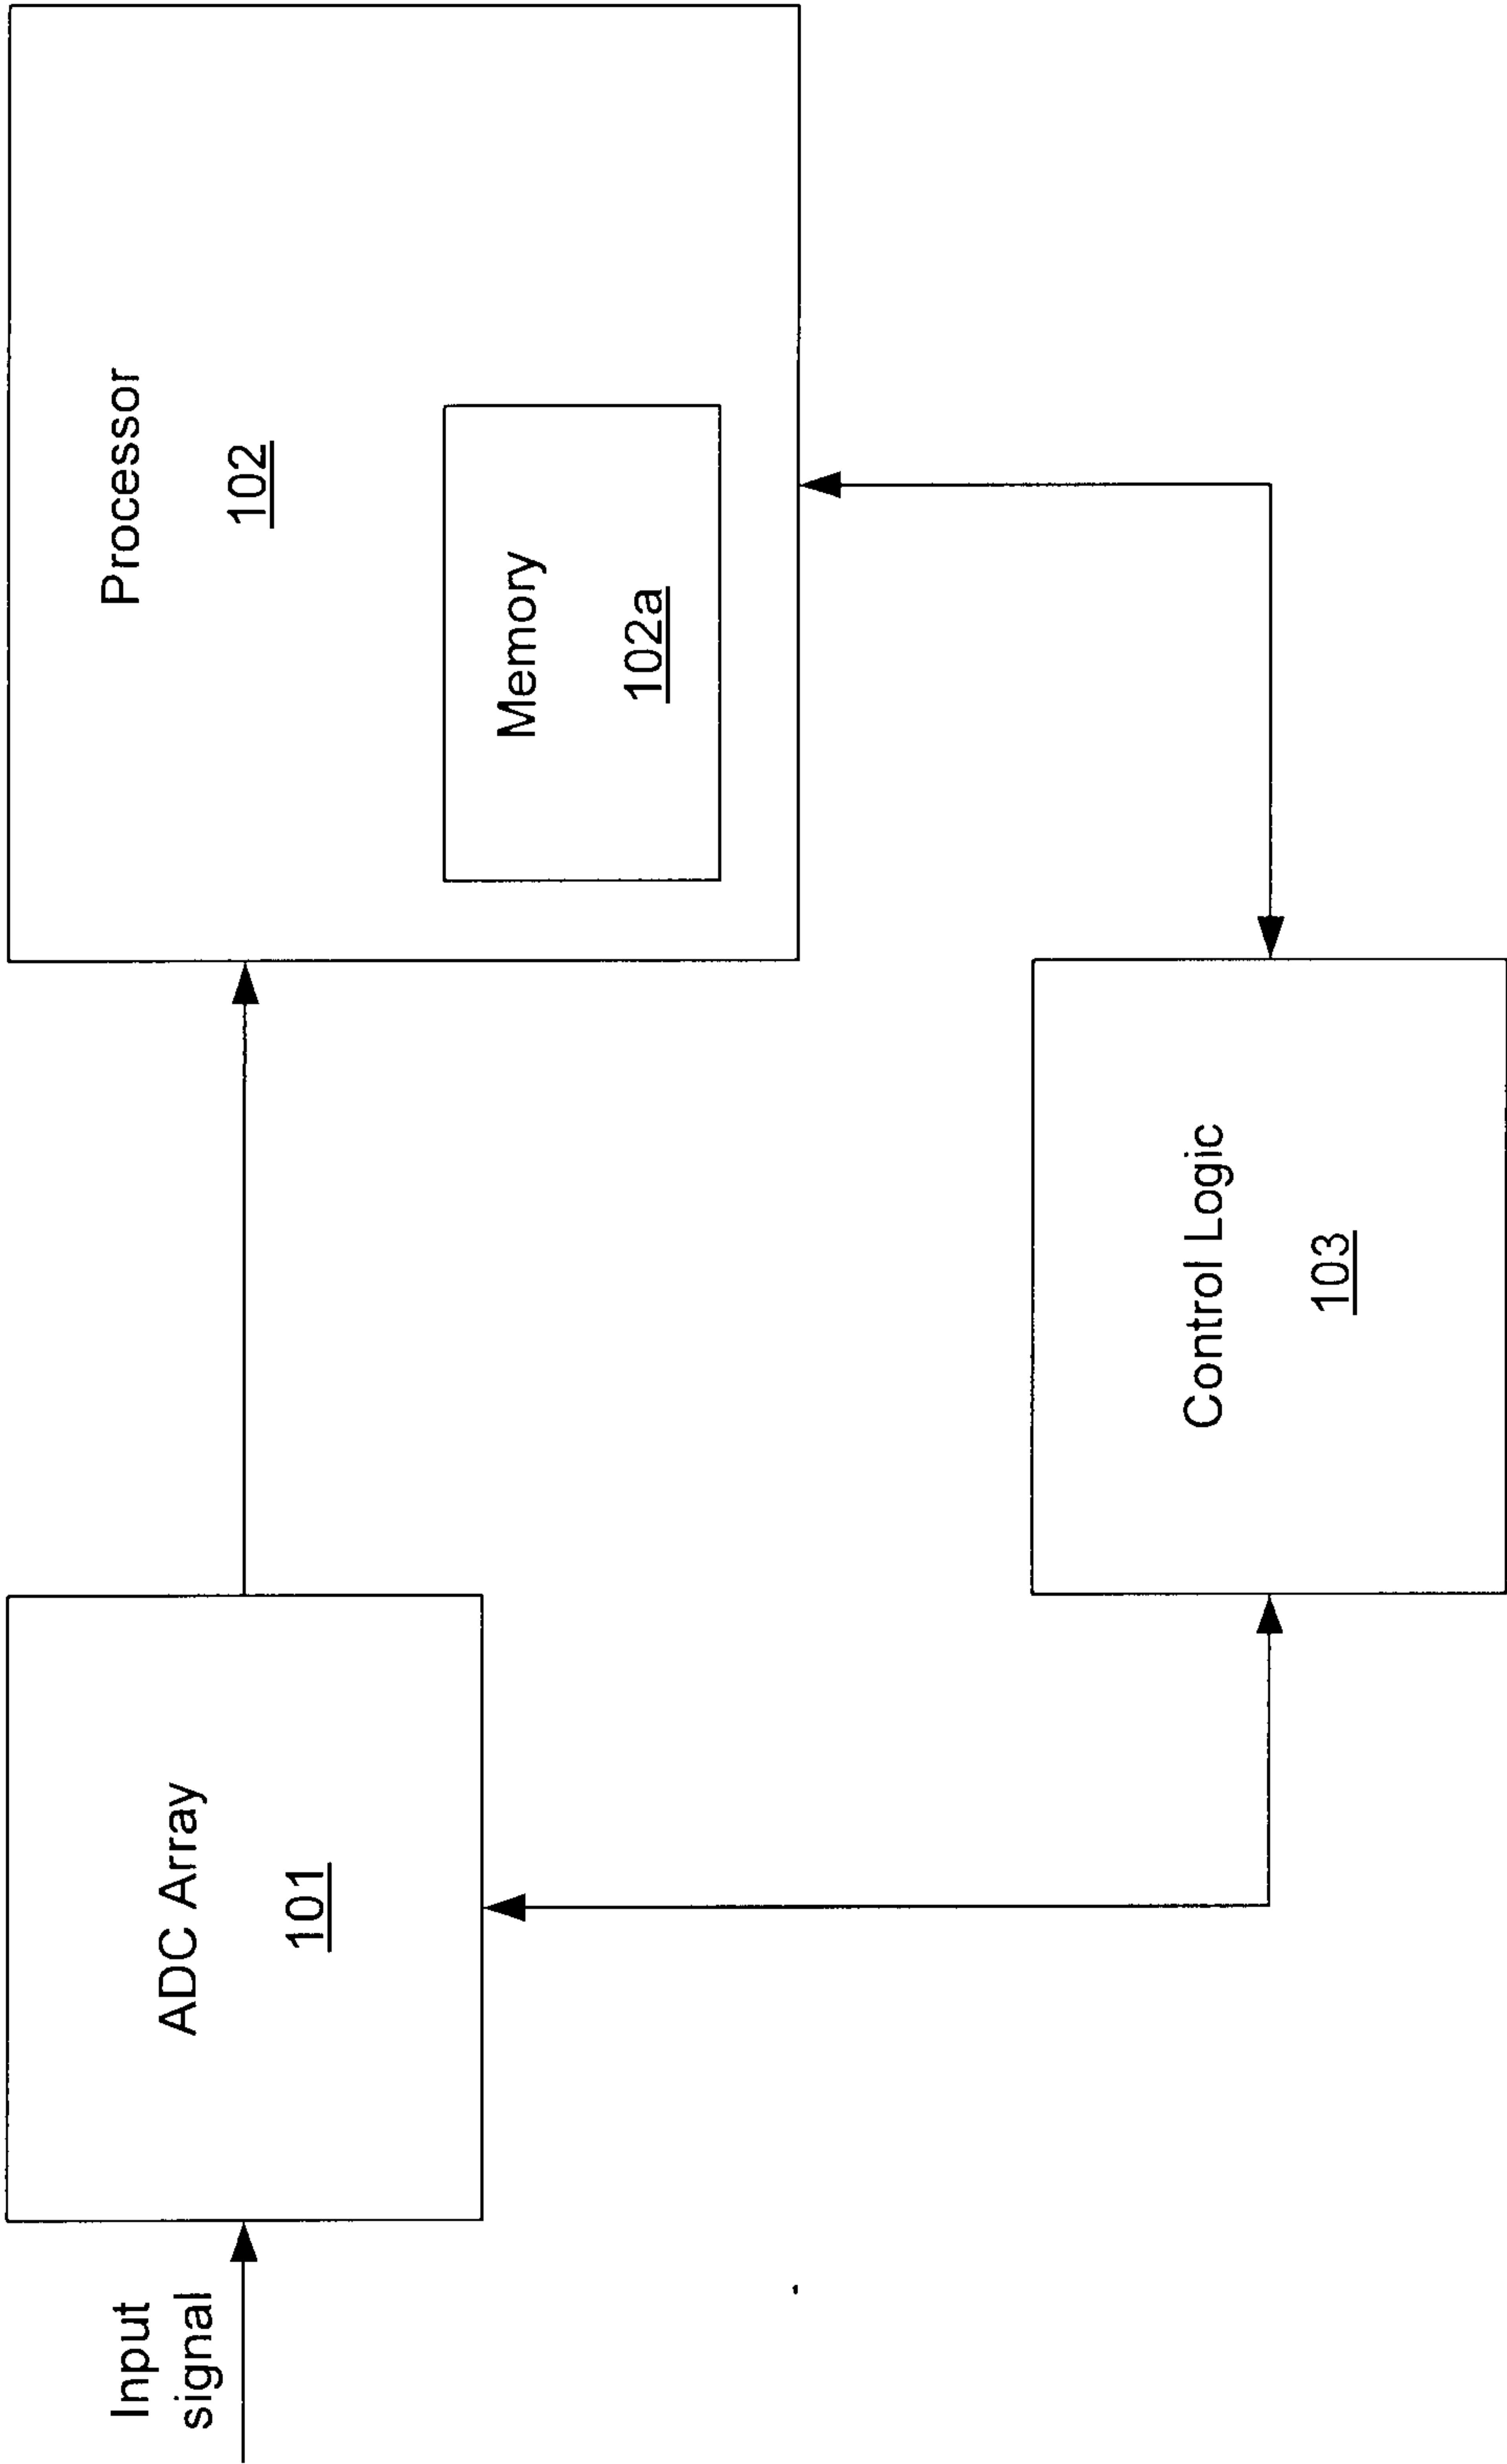 Input
signal
ADC Array
101
Processor
102
Memory
102a
Control Logic
103